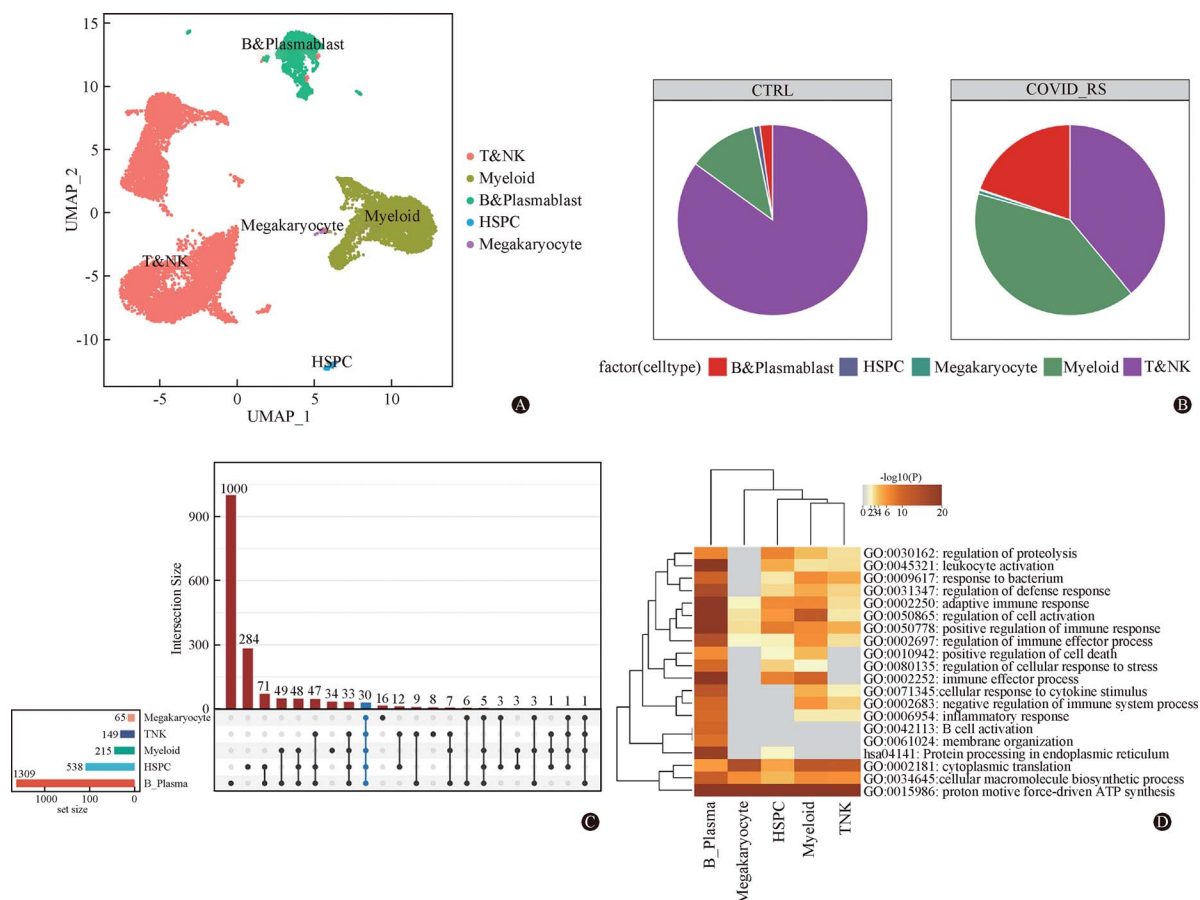 15
10
5
0
-5
-10
UMAP_2
B&Plasmablast
Megakaryocyte
Myeloid
T&NK
HSPC
-5
0
5
10
UMAP_1
T&NK
Myeloid
B&Plasmablast
HSPC
Megakaryocyte
A
CTRL
COVID_RS
factor(celltype)
B&Plasmablast
HSPC
Megakaryocyte
Myeloid
T&NK
B
Intersection Size
900
600
300
0
1000
284
71
49
48
47
34
33
30
16
12
9
8
7
6
5
3
3
1
1
1
65
Megakaryocyte
149
TNK
215
Myeloid
538
HSPC
1309
B_Plasma
1000
100
0
set size
C
-log10(P)
0
2
3
4
6
10
20
GO:0030162: regulation of proteolysis
GO:0045321: leukocyte activation
GO:0009617: response to bacterium
GO:0031347: regulation of defense response
GO:0002250: adaptive immune response
GO:0050865: regulation of cell activation
GO:0050778: positive regulation of immune response
GO:0002697: regulation of immune effector process
GO:0010942: positive regulation of cell death
GO:0080135: regulation of cellular response to stress
GO:0002252: immune effector process
GO:0071345:cellular response to cytokine stimulus
GO:0002683: negative regulation of immune system process
GO:0006954: inflammatory response
GO:0042113: B cell activation
GO:0061024: membrane organization
hsa04141: Protein processing in endoplasmic reticulum
GO:0002181: cytoplasmic translation
GO:0034645:cellular macromolecule biosynthetic process
GO:0015986: proton motive force-driven ATP synthesis
B_Plasma
Megakaryocyte
HSPC
Myeloid
TNK
D